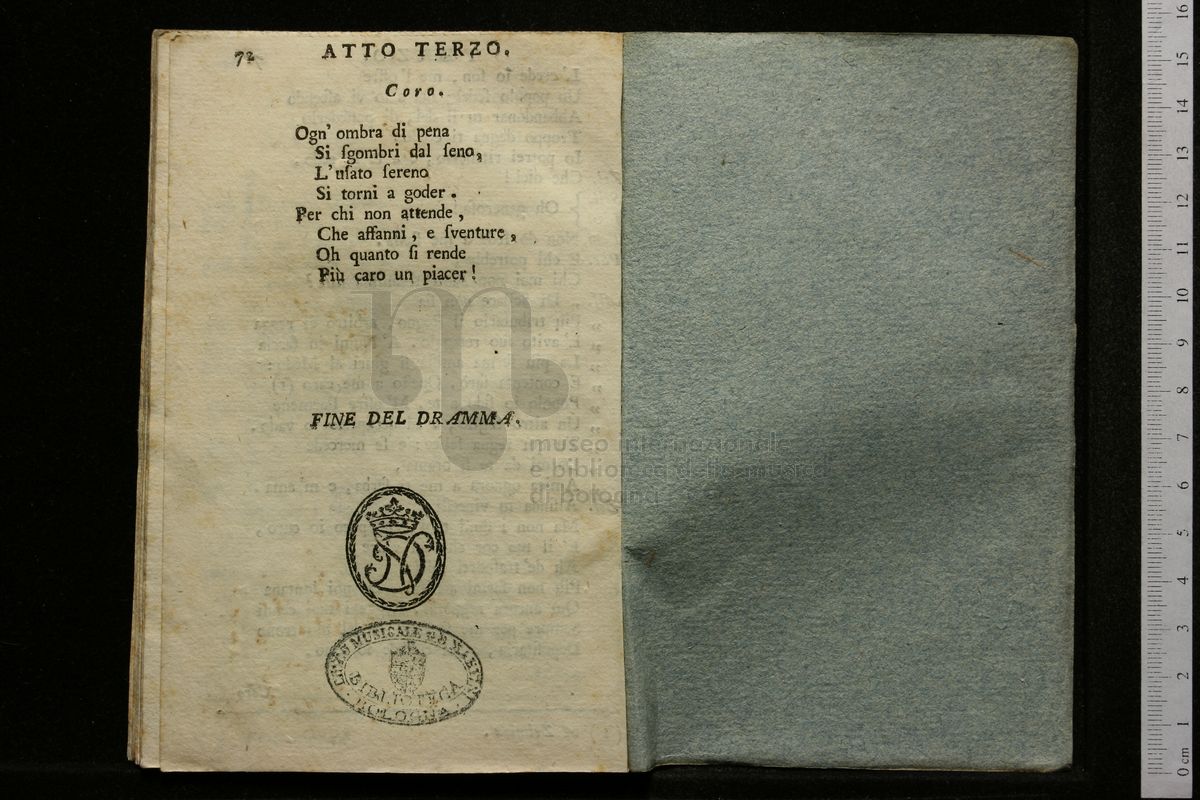 72 ATTO TERZO.
Coro.
Ogn' ombra di pena
Si ſgombri dal ſeno,
L'uſato ſereno
Si torni a goder.
Per chi non attende,
Che affanni, e ſventure,
Oh quanto ſi rende
Più caro un piacer!
FINE DEL DRAMMA.
museo internazionale
e biblioteca della musica
di bologna
BIBLIOTECA
BOLOGNA
0 cm 1 2 3 4 5 6 7 8 9 10 11 12 13 14 15 16